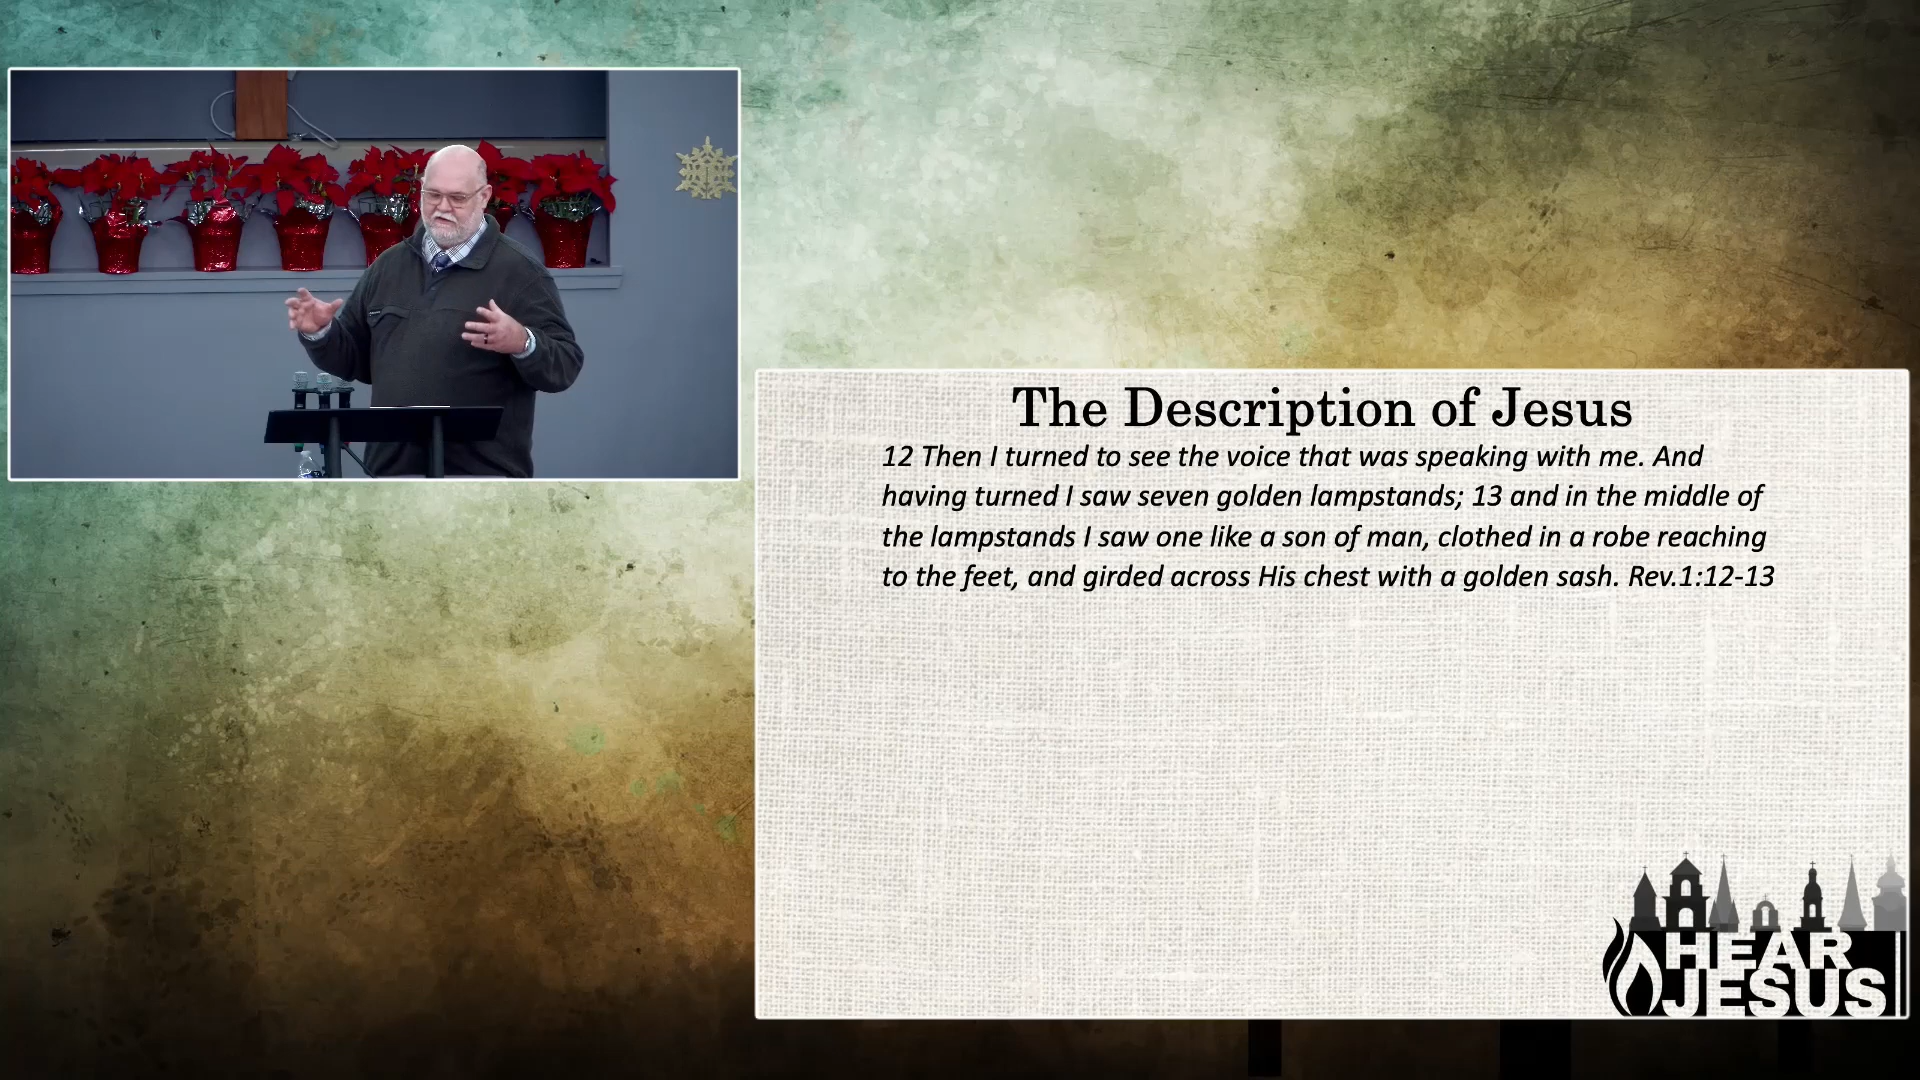 The Description of Jesus
12 Then I turned to see the voice that was speaking with me. And
having turned I saw seven golden lampstands; 13 and in the middle of
the lampstands I saw one like a son of man, clothed in a robe reaching
to the feet, and girded across His chest with a golden sash. Rev.1:12-13
HEAR
JESUS